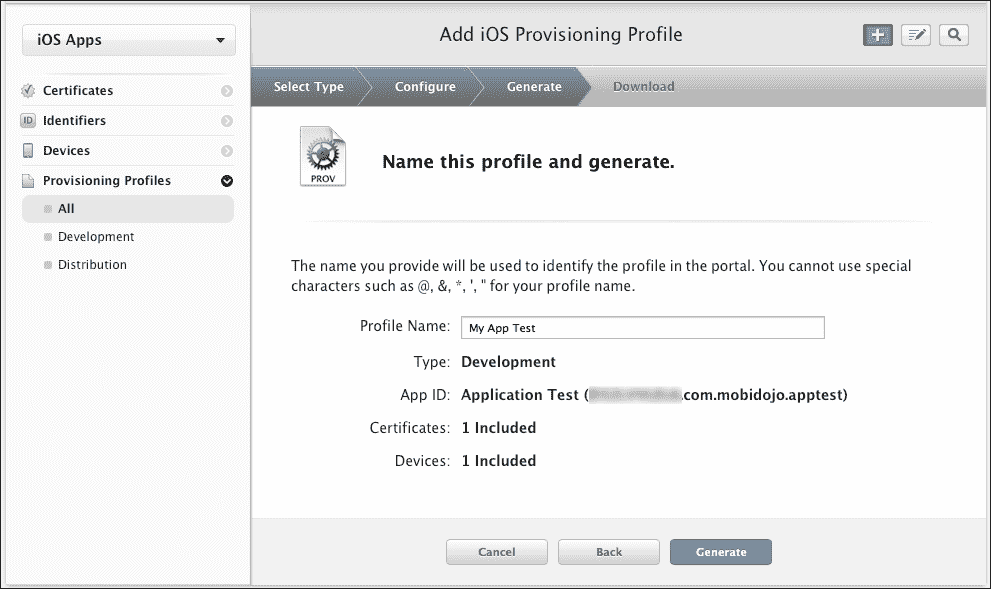 iOS Apps
Certificates
ID Identifiers
Devices
Provisioning Profiles
All
Development
Distribution
Add iOS Provisioning Profile
Select Type Configure Generate Download
PROV
Name this profile and generate.
The name you provide will be used to identify the profile in the portal. You cannot use special
characters such as @, &, *, ', " for your profile name.
Profile Name: My App Test
Type: Development
App ID: Application Test ( .com.mobidojo.apptest)
Certificates: 1 Included
Devices: 1 Included
Cancel Back Generate